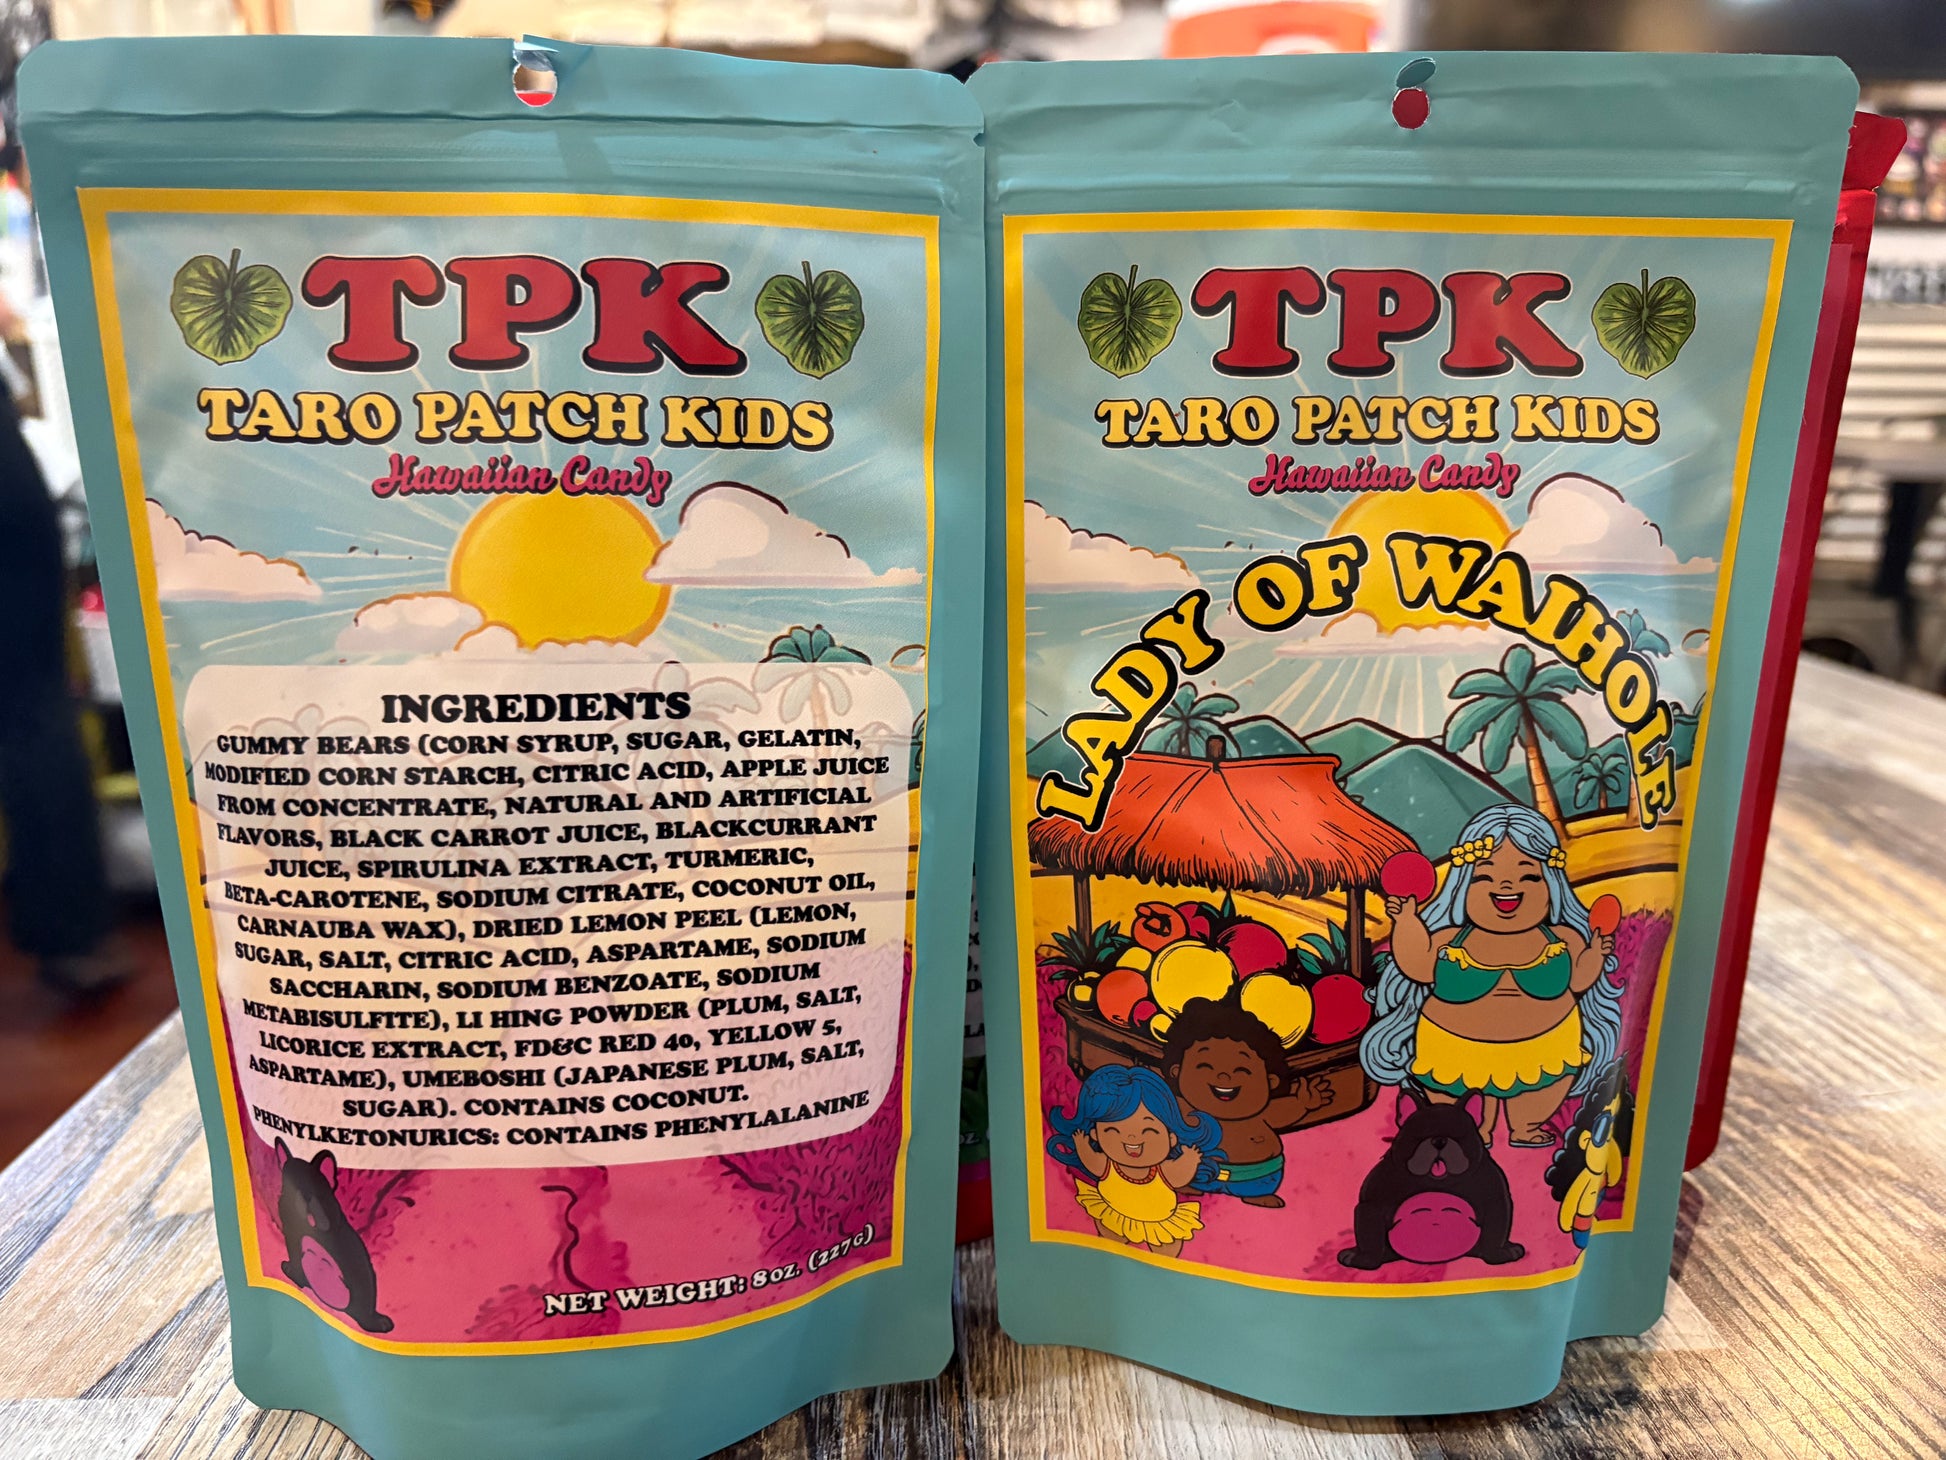 TPK
TARO PATCH KIDS
Hawaiian Candy
INGREDIENTS
GUMMY BEARS (CORN SYRUP, SUGAR, GELATIN,
MODIFIED CORN STARCH, CITRIC ACID, APPLE JUICE
FROM CONCENTRATE, NATURAL AND ARTIFICIAL
FLAVORS, BLACK CARROT JUICE, BLACKCURRANT
JUICE, SPIRULINA EXTRACT, TURMERIC,
BETA-CAROTENE, SODIUM CITRATE, COCONUT OIL,
CARNAUBA WAX), DRIED LEMON PEEL (LEMON,
SUGAR, SALT, CITRIC ACID, ASPARTAME, SODIUM
SACCHARIN, SODIUM BENZOATE, SODIUM
METABISULFITE), LI HING POWDER (PLUM, SALT,
LICORICE EXTRACT, FD&C RED 40, YELLOW 5,
ASPARTAME), UMEBOSHI (JAPANESE PLUM, SALT,
SUGAR). CONTAINS COCONUT.
PHENYLKETONURICS: CONTAINS PHENYLALANINE
NET WEIGHT: 8 OZ. (227G)
TPK
TARO PATCH KIDS
Hawaiian Candy
LADY OF WAIHOLE